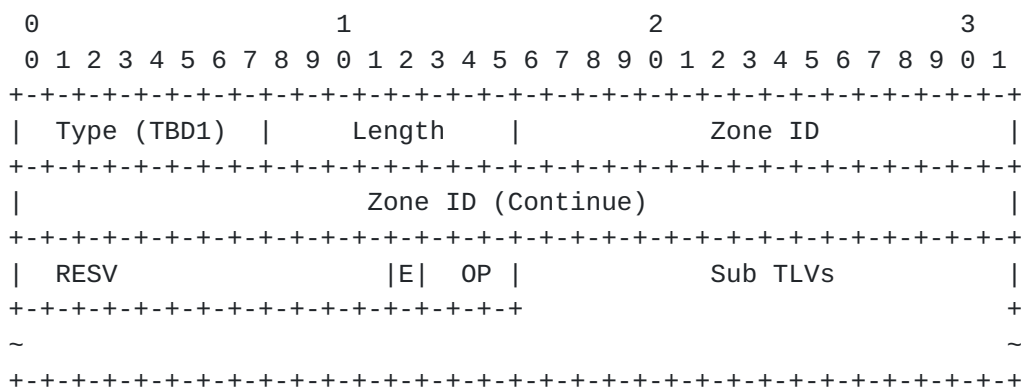 0                   1                   2                   3
 0 1 2 3 4 5 6 7 8 9 0 1 2 3 4 5 6 7 8 9 0 1 2 3 4 5 6 7 8 9 0 1
+-+-+-+-+-+-+-+-+-+-+-+-+-+-+-+-+-+-+-+-+-+-+-+-+-+-+-+-+-+-+-+-+
|  Type (TBD1)  |     Length    |            Zone ID            |
+-+-+-+-+-+-+-+-+-+-+-+-+-+-+-+-+-+-+-+-+-+-+-+-+-+-+-+-+-+-+-+-+
|                      Zone ID (Continue)                       |
+-+-+-+-+-+-+-+-+-+-+-+-+-+-+-+-+-+-+-+-+-+-+-+-+-+-+-+-+-+-+-+-+
|  RESV                 |E|  OP |            Sub TLVs           |
+-+-+-+-+-+-+-+-+-+-+-+-+-+-+-+-+                               +
~                                                               ~
+-+-+-+-+-+-+-+-+-+-+-+-+-+-+-+-+-+-+-+-+-+-+-+-+-+-+-+-+-+-+-+-+